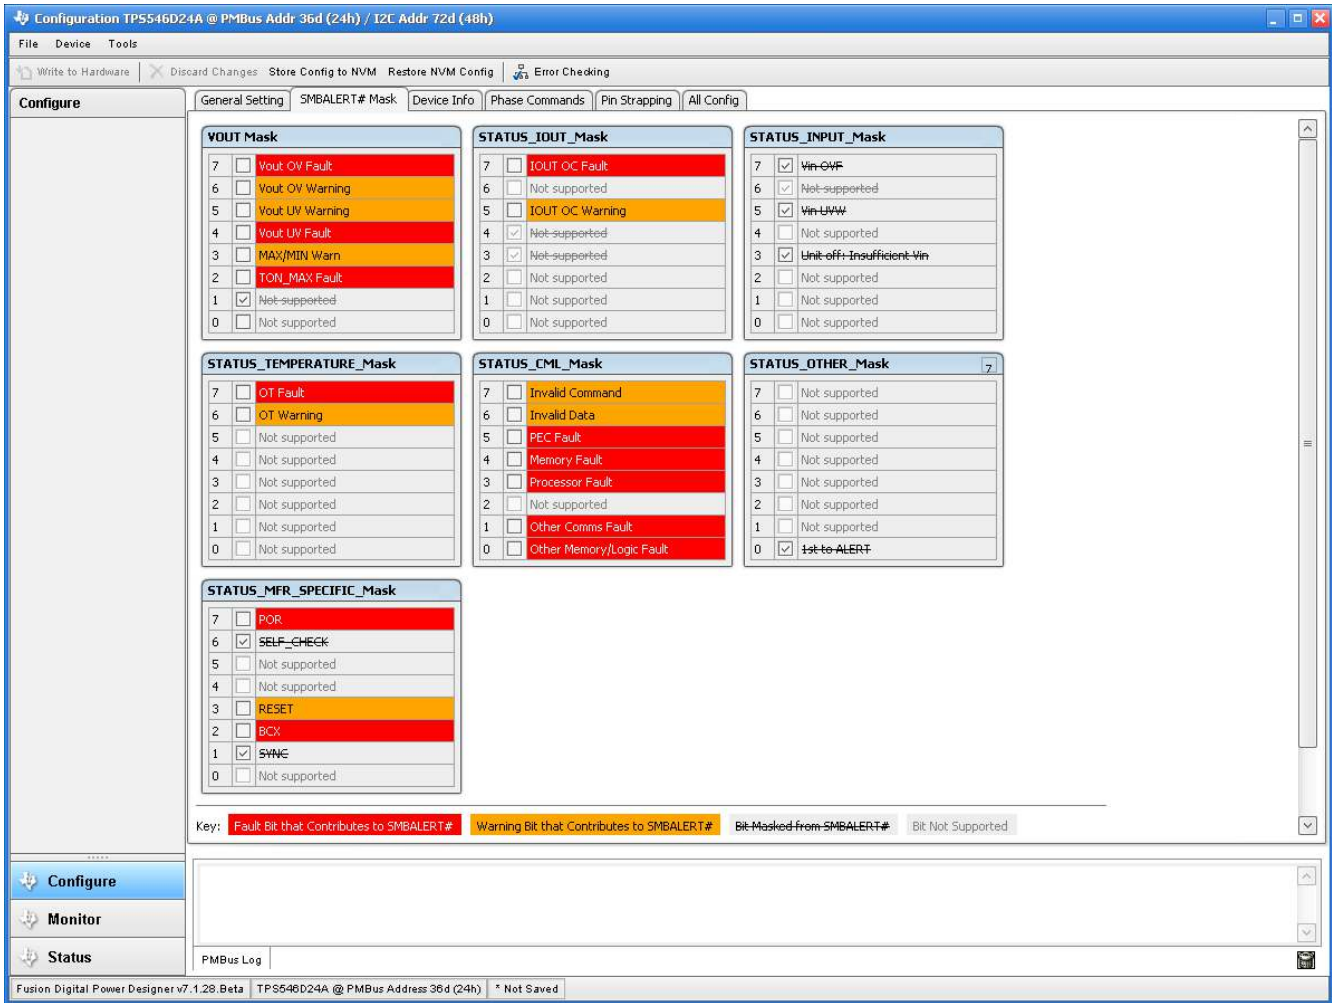 Configuration TPS546D24A @ PMBus Addr 36d (24h) / I2C Addr 72d (48h)
File Device Tools
Write to Hardware Discard Changes Store Config to NVM Restore NVM Config Error Checking
Configure
General Setting SMBALERT# Mask Device Info Phase Commands Pin Strapping All Config
VOUT Mask
7 Vout OV Fault
6 Vout OV Warning
5 Vout UV Warning
4 Vout UV Fault
3 MAX/MIN Warn
2 TON_MAX Fault
1 Not supported
0 Not supported
STATUS_IOUT_Mask
7 IOUT OC Fault
6 Not supported
5 IOUT OC Warning
4 Not supported
3 Not supported
2 Not supported
1 Not supported
0 Not supported
STATUS_INPUT_Mask
7 Vin OVF
6 Not supported
5 Vin UVW
4 Not supported
3 Unit off: Insufficient Vin
2 Not supported
1 Not supported
0 Not supported
STATUS_TEMPERATURE_Mask
7 OT Fault
6 OT Warning
5 Not supported
4 Not supported
3 Not supported
2 Not supported
1 Not supported
0 Not supported
STATUS_CML_Mask
7 Invalid Command
6 Invalid Data
5 PEC Fault
4 Memory Fault
3 Processor Fault
2 Not supported
1 Other Comms Fault
0 Other Memory/Logic Fault
STATUS_OTHER_Mask 7
7 Not supported
6 Not supported
5 Not supported
4 Not supported
3 Not supported
2 Not supported
1 Not supported
0 1st to ALERT
STATUS_MFR_SPECIFIC_Mask
7 POR
6 SELF_CHECK
5 Not supported
4 Not supported
3 RESET
2 BCX
1 SYNC
0 Not supported
Key: Fault Bit that Contributes to SMBALERT# Warning Bit that Contributes to SMBALERT# Bit Masked from SMBALERT# Bit Not Supported
Configure
Monitor
Status
PMBus Log
Fusion Digital Power Designer v7.1.28.Beta TPS546D24A @ PMBus Address 36d (24h) * Not Saved